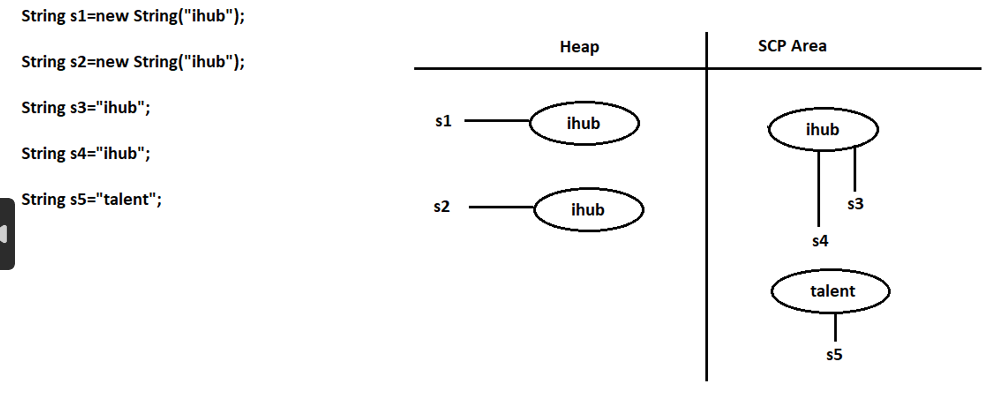 String s1=new String("ihub");
String s2=new String("ihub");
String s3="ihub";
String s4="ihub";
String s5="talent";
Heap
SCP Area
s1
ihub
s2
ihub
ihub
s3
s4
talent
s5